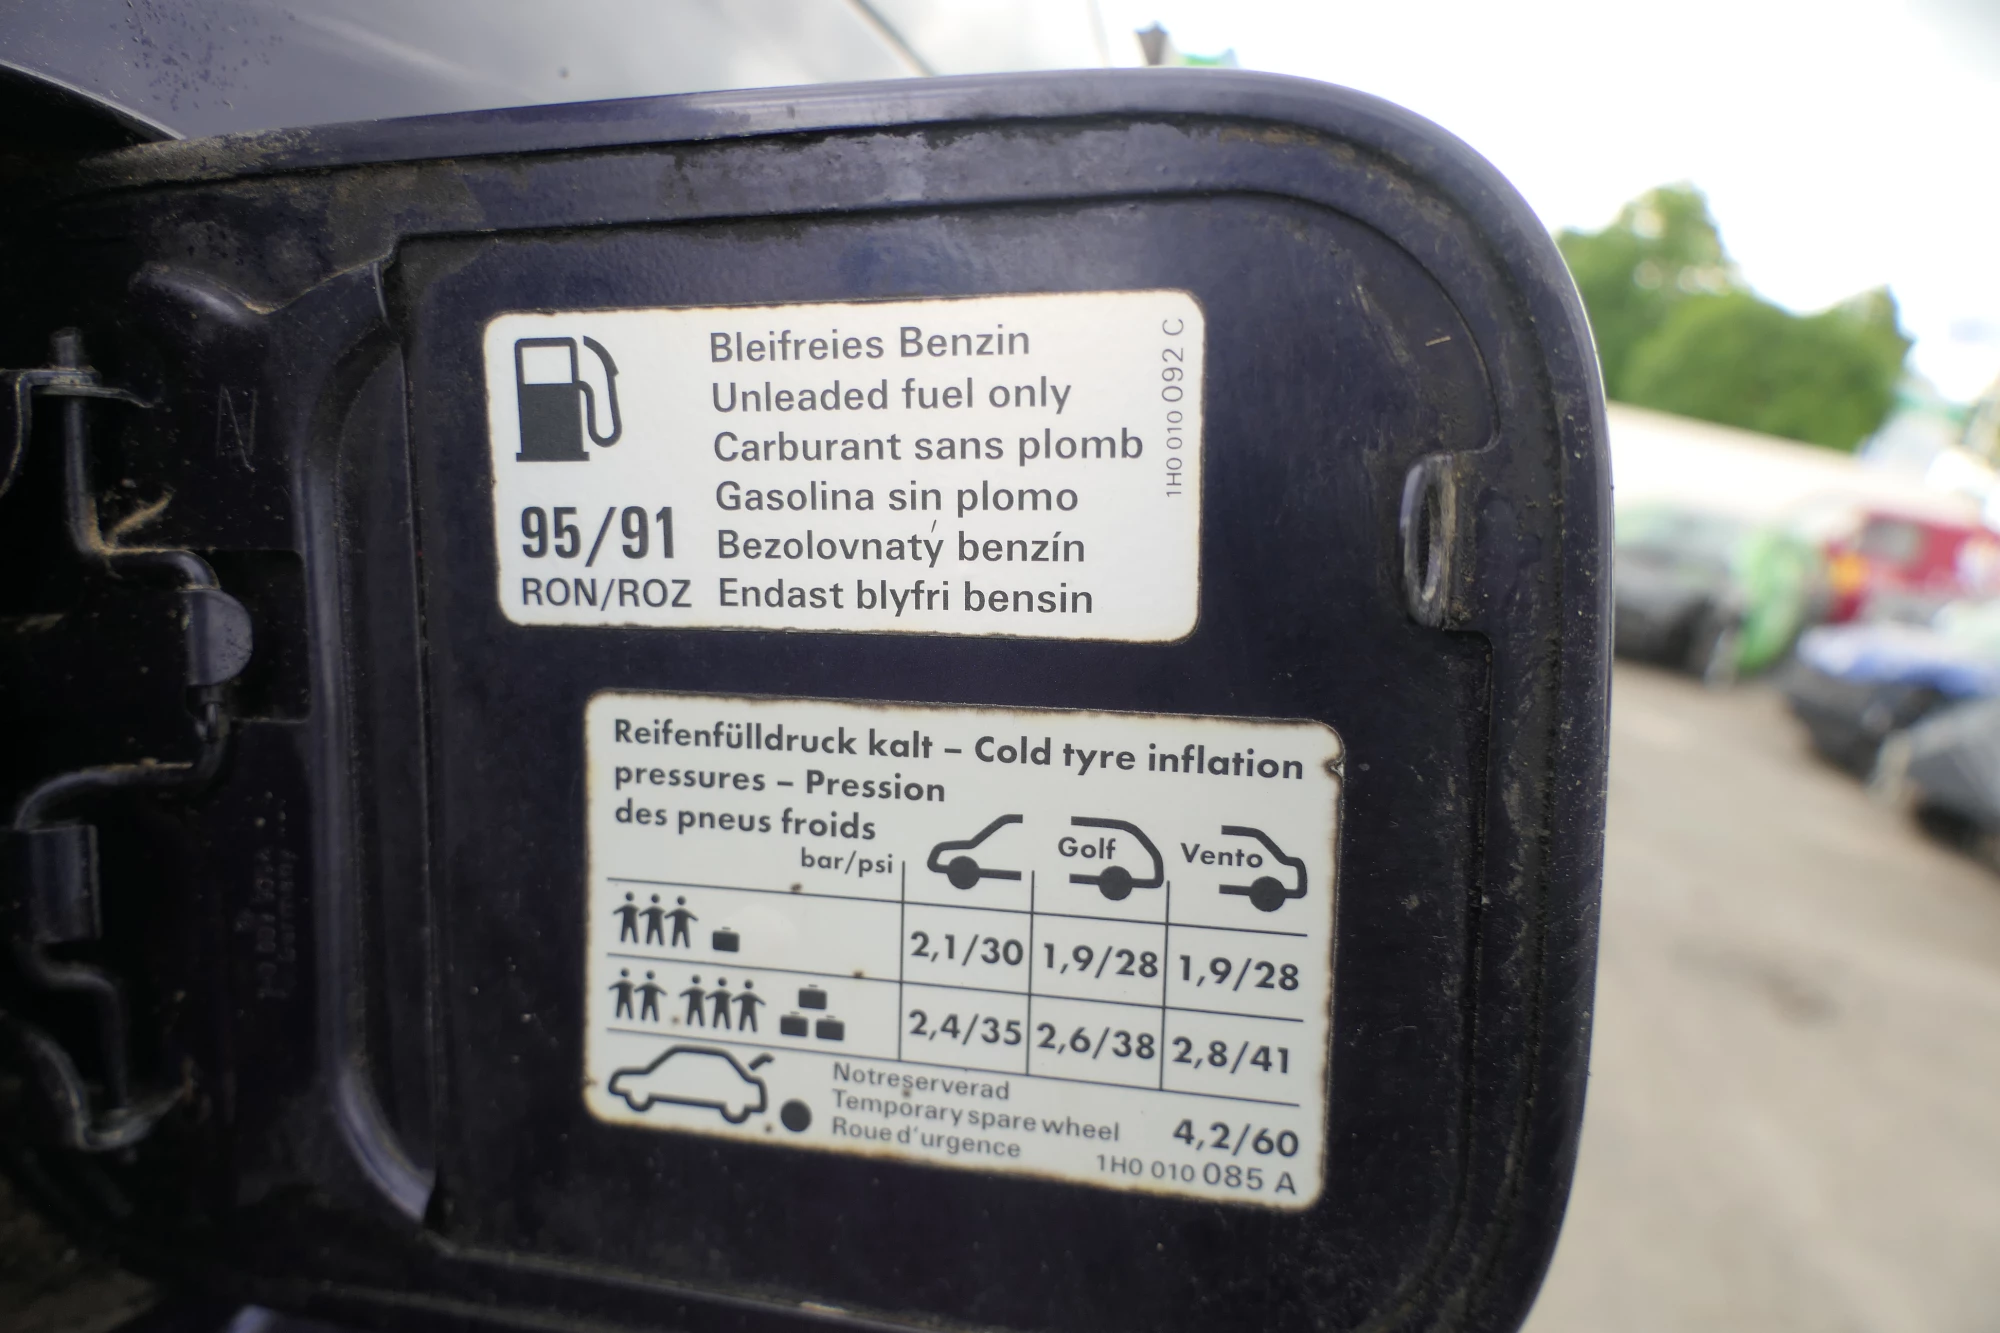 Bleifreies Benzin
Unleaded fuel only
Carburant sans plomb
Gasolina sin plomo
Bezolovnatý benzín
Endast blyfri bensin
95/91
RON/ROZ
1H0 010 092 C
Reifenfülldruck kalt – Cold tyre inflation
pressures – Pression
des pneus froids
bar/psi
Golf
Vento
2,1/30 1,9/28 1,9/28
2,4/35 2,6/38 2,8/41
Notreserverad
Temporary spare wheel
Roue d'urgence
4,2/60
1H0 010 085 A